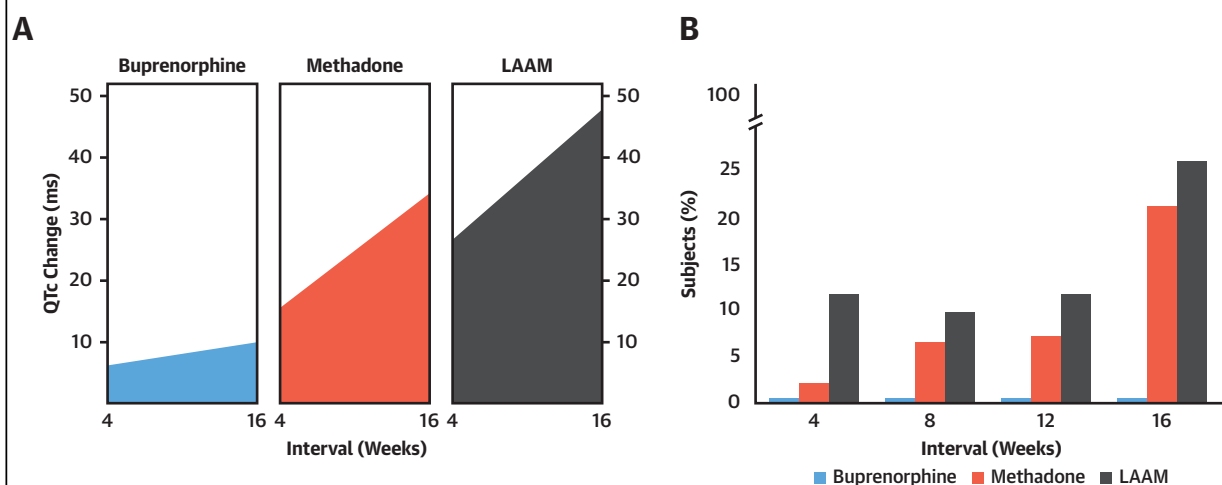 A
Buprenorphine Methadone LAAM
50 50
40 40
30 30
20 20
10 10
QTc Change (ms)
4 16 4 16 4 16
Interval (Weeks)
B
100
25
20
15
10
5
0
Subjects (%)
4 8 12 16
Interval (Weeks)
Buprenorphine Methadone LAAM